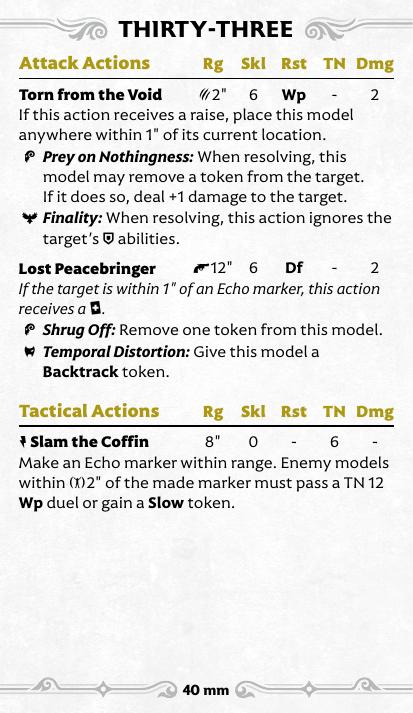 THIRTY-THREE
Attack Actions Rg Skl Rst TN Dmg
Torn from the Void 2" 6 Wp - 2
If this action receives a raise, place this model
anywhere within 1" of its current location.
Prey on Nothingness: When resolving, this
model may remove a token from the target.
If it does so, deal +1 damage to the target.
Finality: When resolving, this action ignores the
target's abilities.
Lost Peacebringer 12" 6 Df - 2
If the target is within 1" of an Echo marker, this action
receives a .
Shrug Off: Remove one token from this model.
Temporal Distortion: Give this model a
Backtrack token.
Tactical Actions Rg Skl Rst TN Dmg
Slam the Coffin 8" 0 - 6 -
Make an Echo marker within range. Enemy models
within 2" of the made marker must pass a TN 12
Wp duel or gain a Slow token.
40 mm